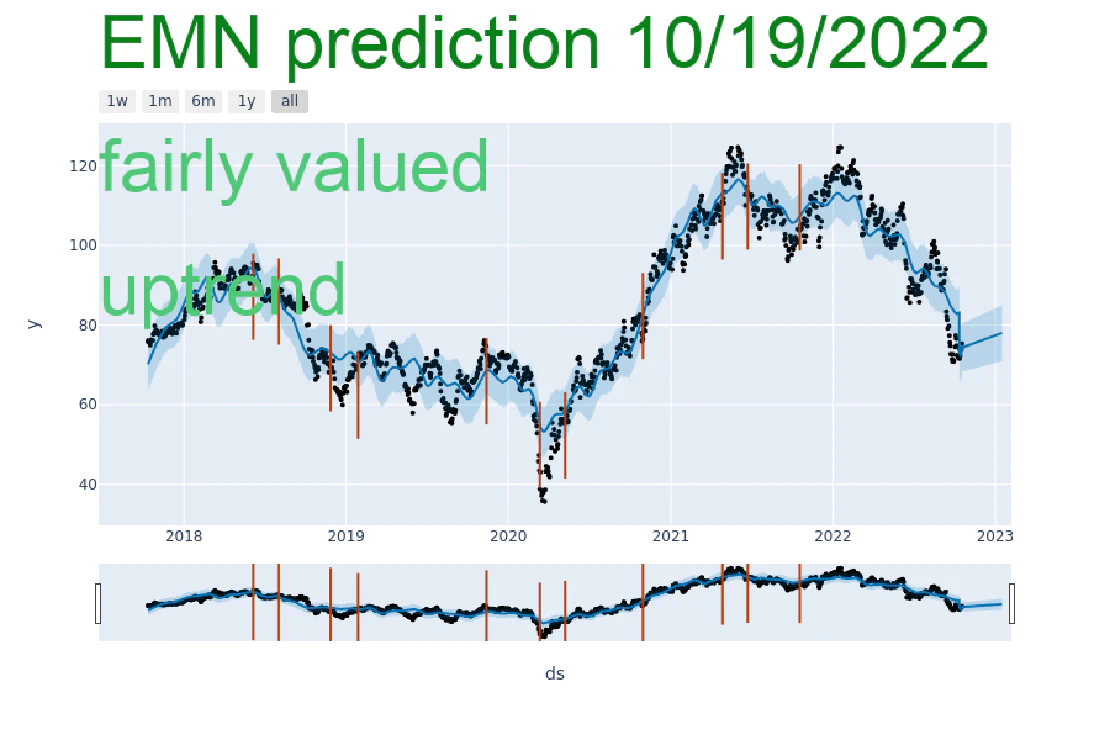 EMN prediction 10/19/2022
1w 1m 6m 1y all
fairly valued
uptrend
120
100
80
60
40
y
2018 2019 2020 2021 2022 2023
ds